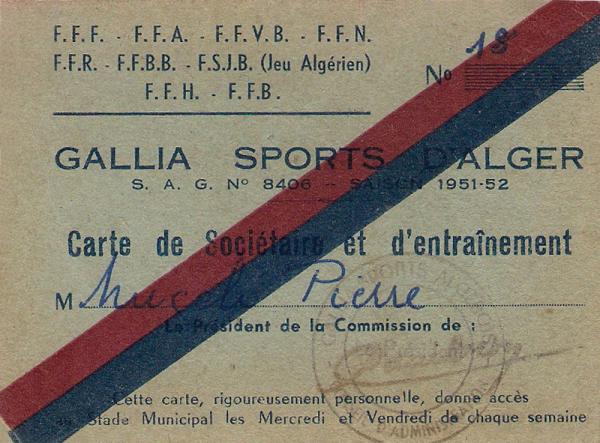 F.F.F. - F.F.A. - F.F.V.B. - F.F.N.
F.F.R. - F.F.B.B. - F.S.J.B. (Jeu Algérien)
F.F.H. - F.F.B.
No 18
GALLIA SPORTS D'ALGER
S. A. G. No 8406 - SAISON 1951-52
Carte de Sociétaire et d'entraînement
M Pierre
Le Président de la Commission de :
Cette carte, rigoureusement personnelle, donne accès
au Stade Municipal les Mercredi et Vendredi de chaque semaine